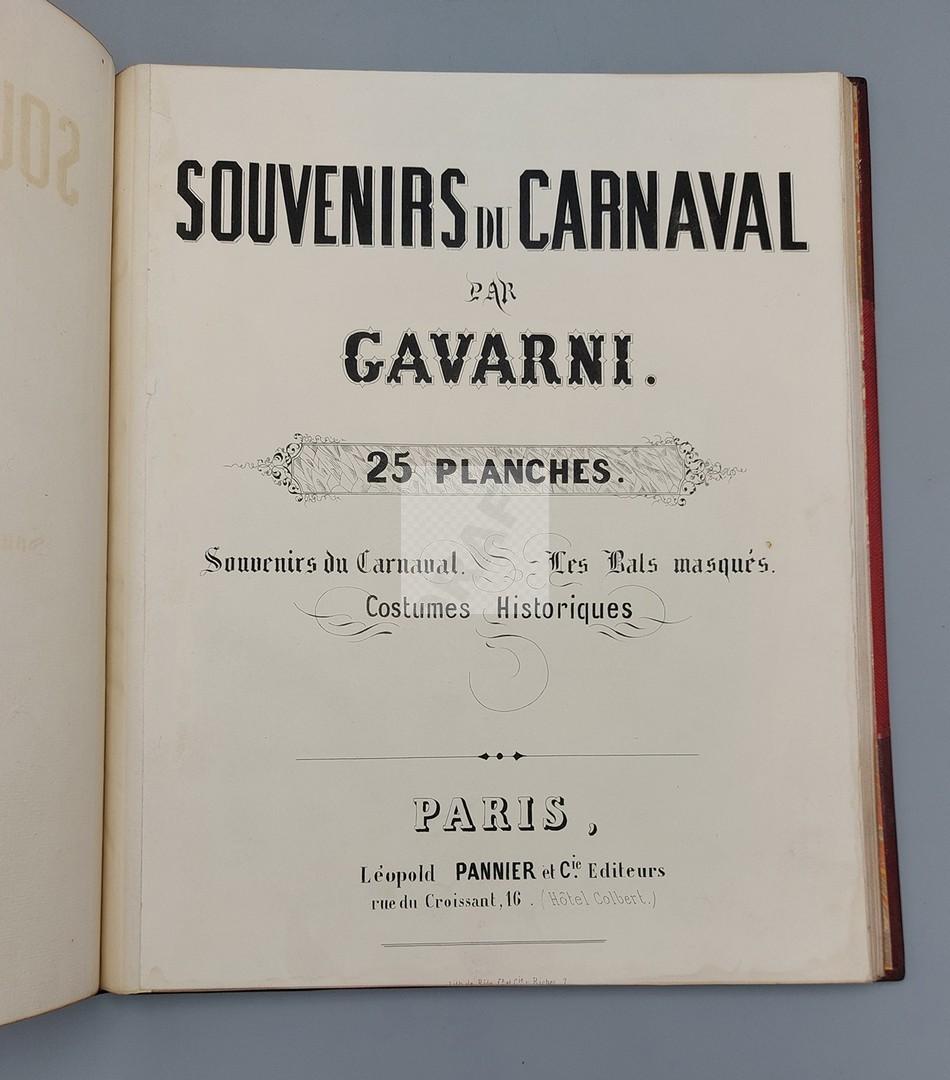 SOUVENIRS DU CARNAVAL
PAR
GAVARNI.
25 PLANCHES.
Souvenirs du Carnaval. Les Bals masqués.
Costumes Historiques
PARIS,
Léopold PANNIER et Cie. Editeurs
rue du Croissant, 16. (Hôtel Colbert.)